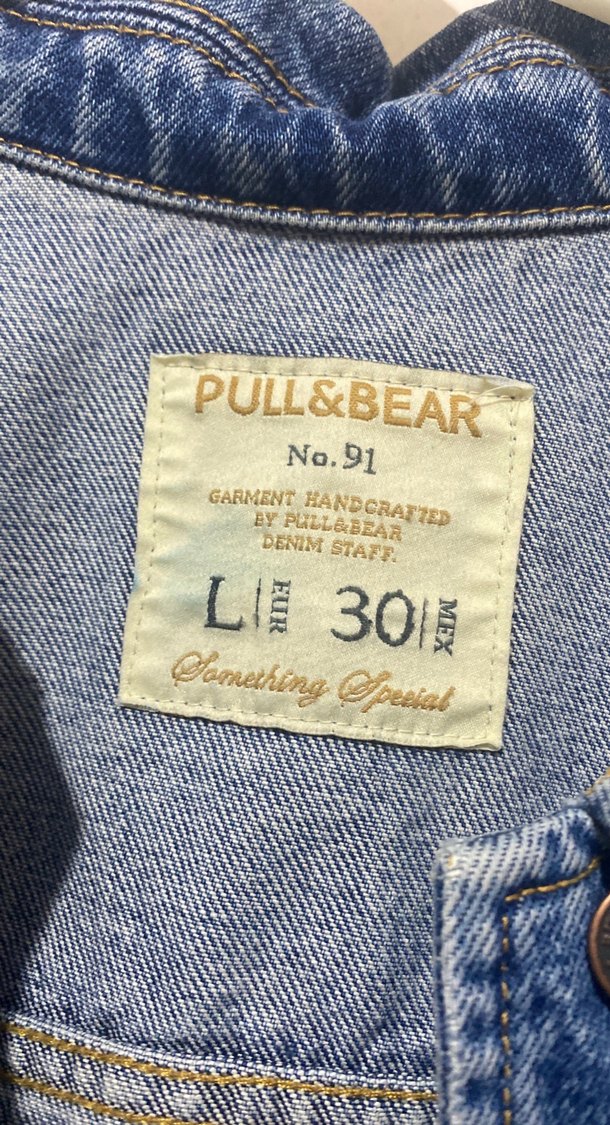 PULL&BEAR
No.91
GARMENT HANDCRAFTED
BY PULL&BEAR
DENIM STAFF.
L EUR 30 MEX
Something Special